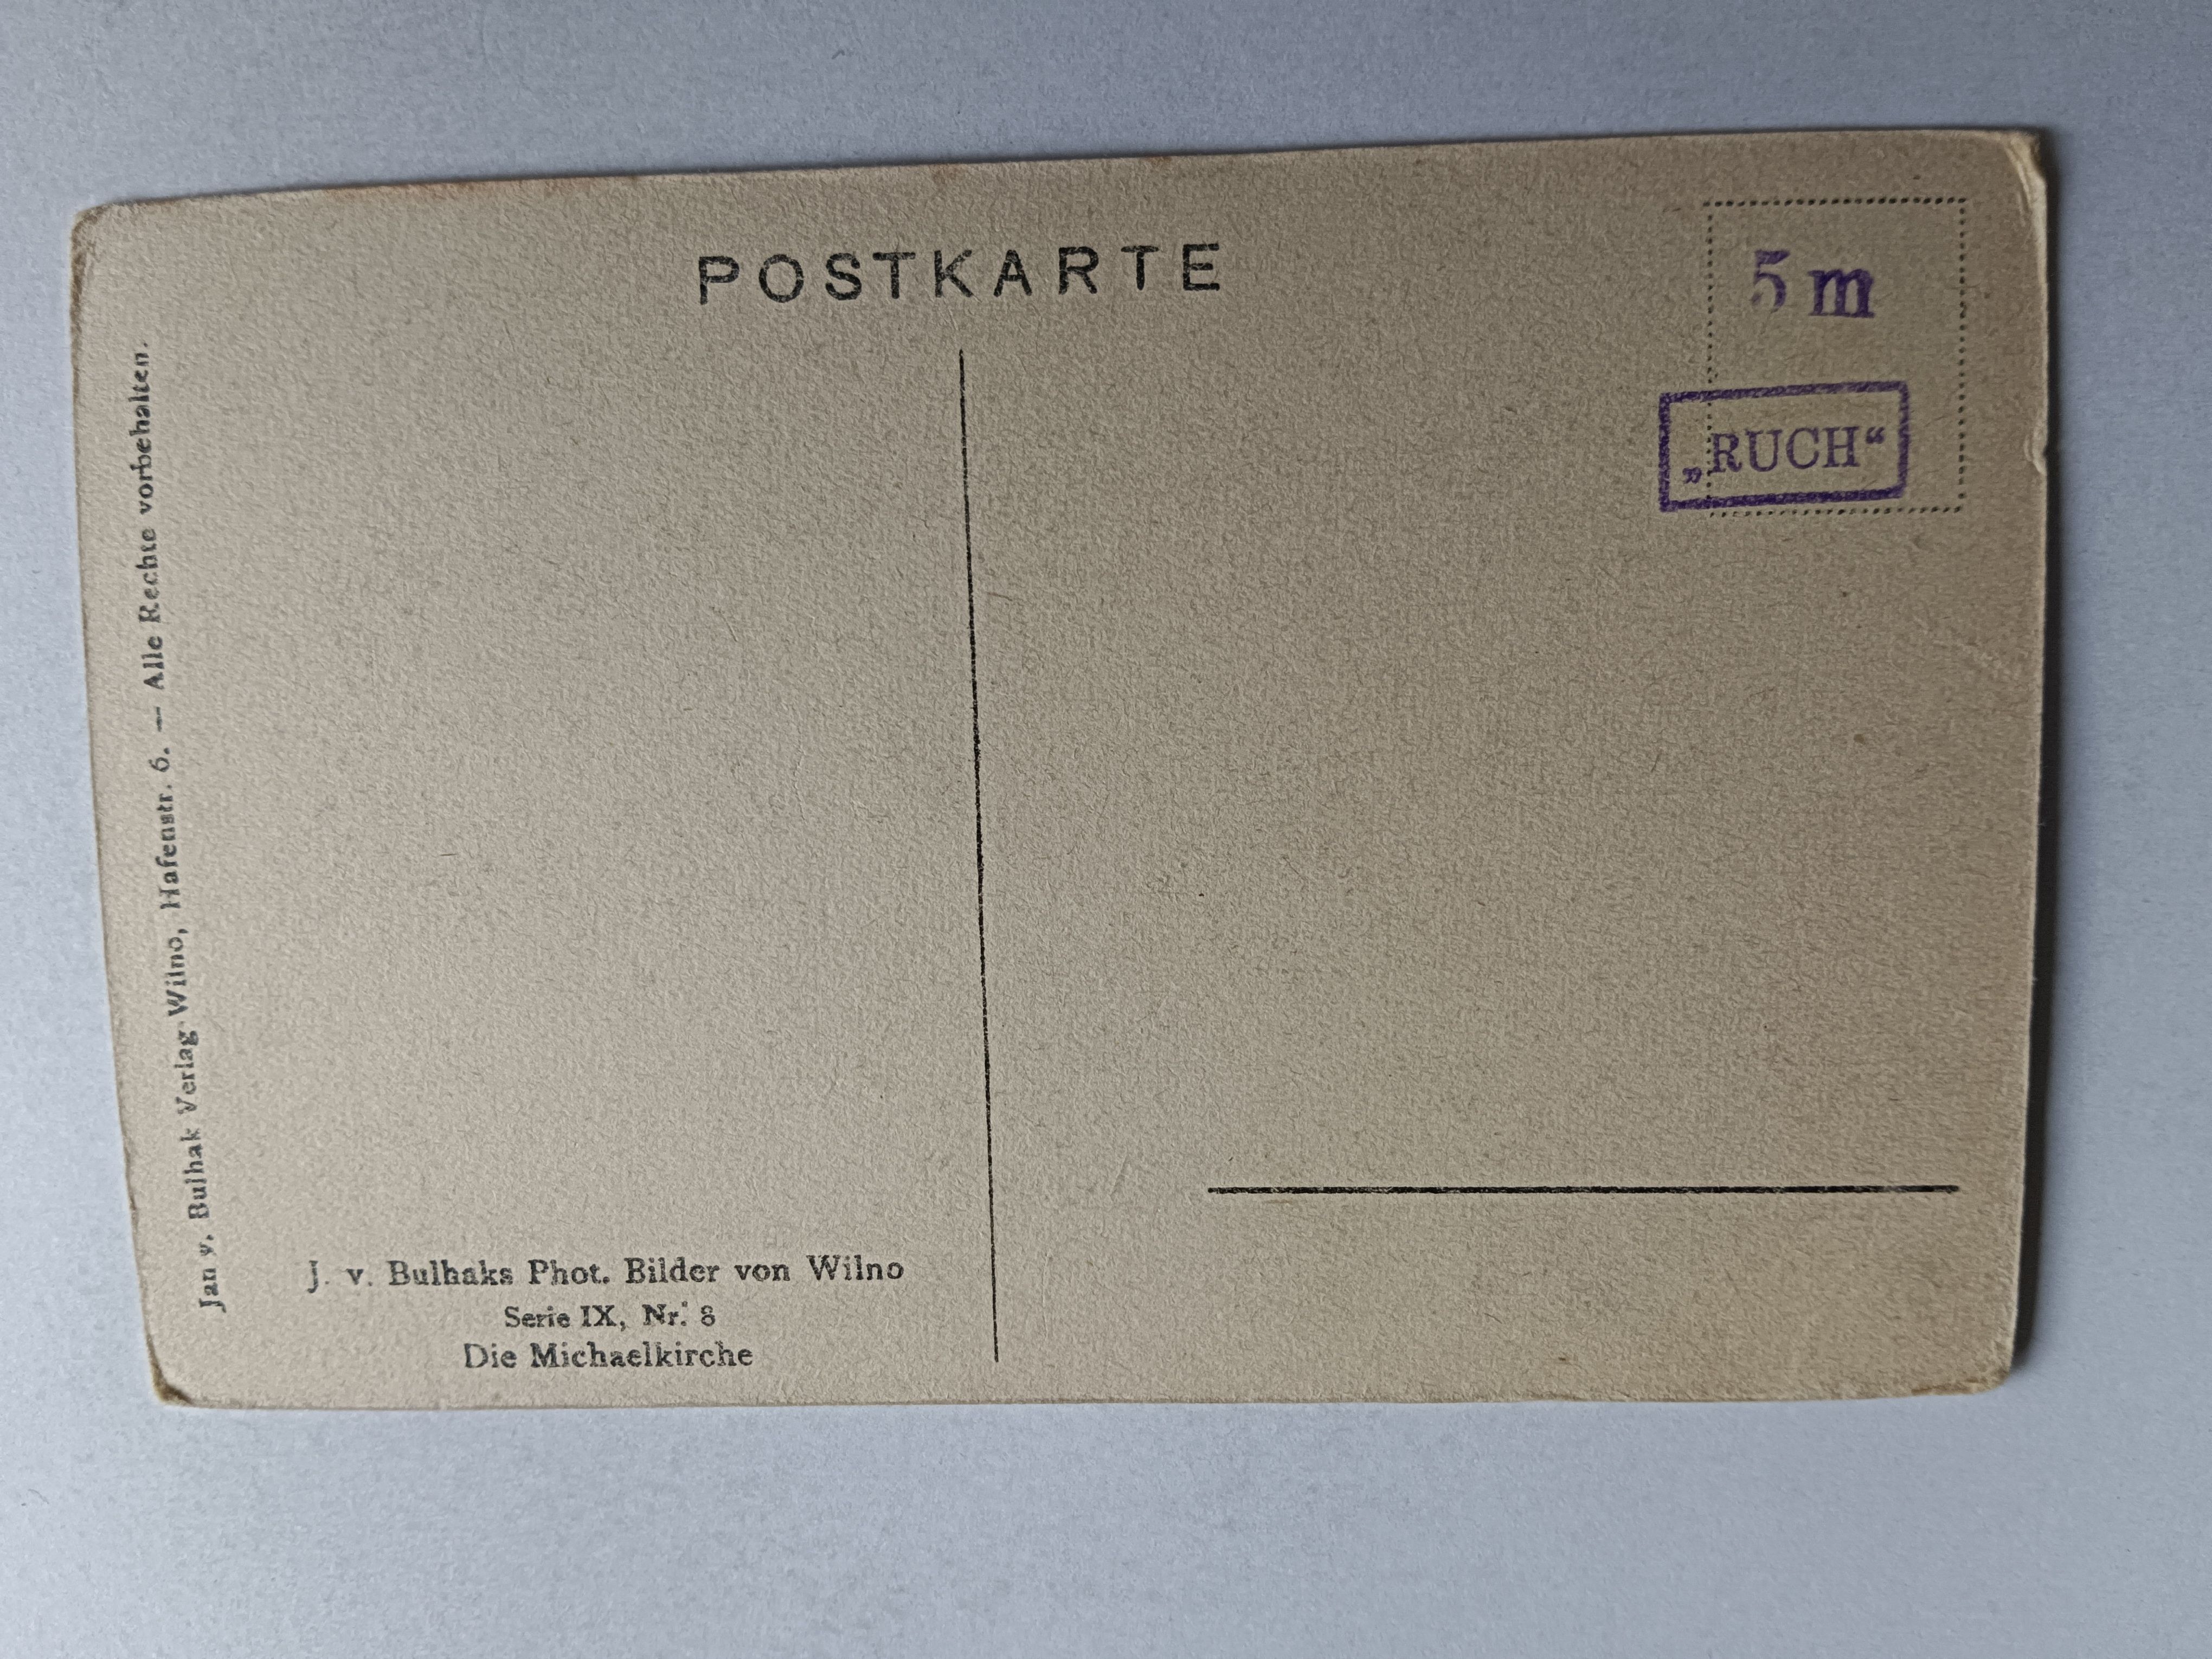 POSTKARTE
5 m
„RUCH“
Jan v. Bulhak Verlag Wilno, Hafenstr. 6. — Alle Rechte vorbehalten.
J. v. Bulhaks Phot. Bilder von Wilno
Serie IX, Nr. 8
Die Michaelkirche